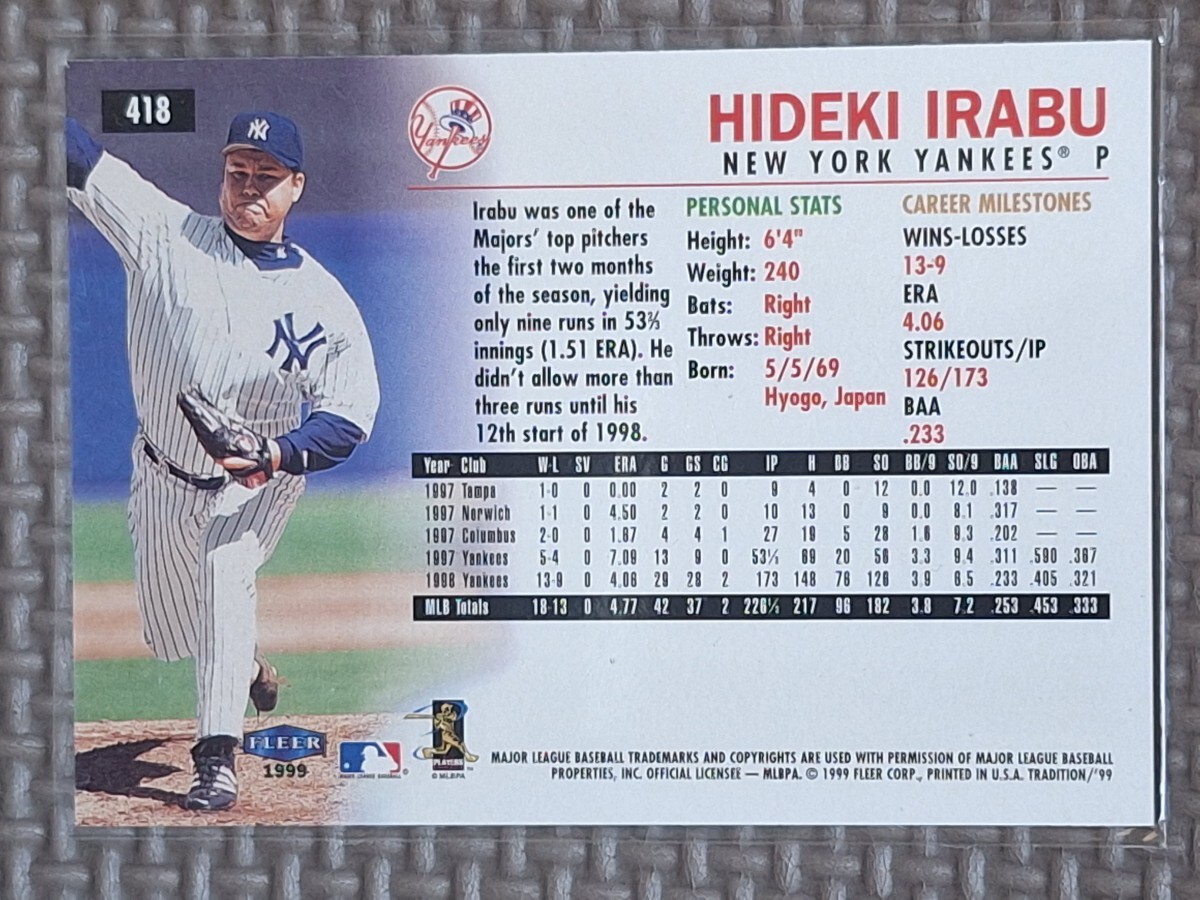 418
Yankees
HIDEKI IRABU
NEW YORK YANKEES® P
Irabu was one of the
Majors' top pitchers
the first two months
of the season, yielding
only nine runs in 53⅔
innings (1.51 ERA). He
didn't allow more than
three runs until his
12th start of 1998.
PERSONAL STATS
Height: 6'4"
Weight: 240
Bats: Right
Throws: Right
Born: 5/5/69
Hyogo, Japan
CAREER MILESTONES
WINS-LOSSES
13-9
ERA
4.06
STRIKEOUTS/IP
126/173
BAA
.233
Year Club W-L SV ERA G GS CG IP H BB SO BB/9 SO/9 BAA SLG OBA
1997 Tampa 1-0 0 0.00 2 2 0 9 4 0 12 0.0 12.0 .138 — —
1997 Norwich 1-1 0 4.50 2 2 0 10 13 0 9 0.0 8.1 .317 — —
1997 Columbus 2-0 0 1.67 4 4 1 27 19 5 28 1.6 9.3 .202 — —
1997 Yankees 5-4 0 7.09 13 9 0 53⅓ 69 20 56 3.3 9.4 .311 .590 .367
1998 Yankees 13-9 0 4.06 29 28 2 173 148 76 126 3.9 6.5 .233 .405 .321
MLB Totals 18-13 0 4.77 42 37 2 226⅓ 217 96 182 3.8 7.2 .253 .453 .333
FLEER
1999
MAJOR LEAGUE BASEBALL ®
PLAYERS
© MLBPA
MAJOR LEAGUE BASEBALL TRADEMARKS AND COPYRIGHTS ARE USED WITH PERMISSION OF MAJOR LEAGUE BASEBALL
PROPERTIES, INC. OFFICIAL LICENSEE — MLBPA. © 1999 FLEER CORP., PRINTED IN U.S.A. TRADITION/'99